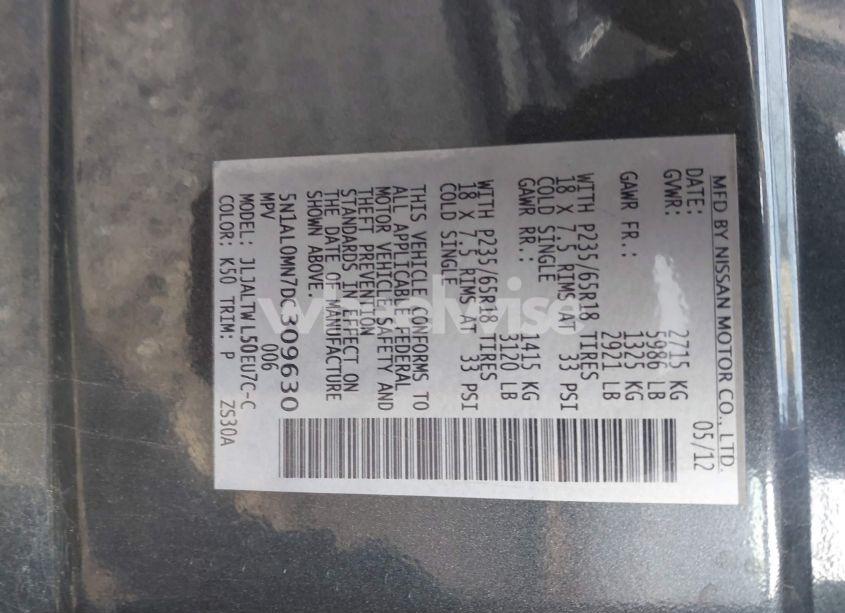 MFD BY NISSAN MOTOR CO., LTD.
DATE: 05/12
GVWR: 2715 KG
5986 LB
GAWR FR.: 1325 KG
2921 LB
WITH P235/65R18 TIRES
18 X 7.5 RIMS AT 33 PSI
COLD SINGLE
GAWR RR.: 1415 KG
3120 LB
WITH P235/65R18 TIRES
18 X 7.5 RIMS AT 33 PSI
COLD SINGLE
THIS VEHICLE CONFORMS TO
ALL APPLICABLE FEDERAL
MOTOR VEHICLE SAFETY AND
THEFT PREVENTION
STANDARDS IN EFFECT ON
THE DATE OF MANUFACTURE
SHOWN ABOVE.
5N1AL0MN7DC309630
MPV 006
MODEL: JLJALTWL50EU7C-C
COLOR: K50 TRIM: P ZS30A
wheelwise